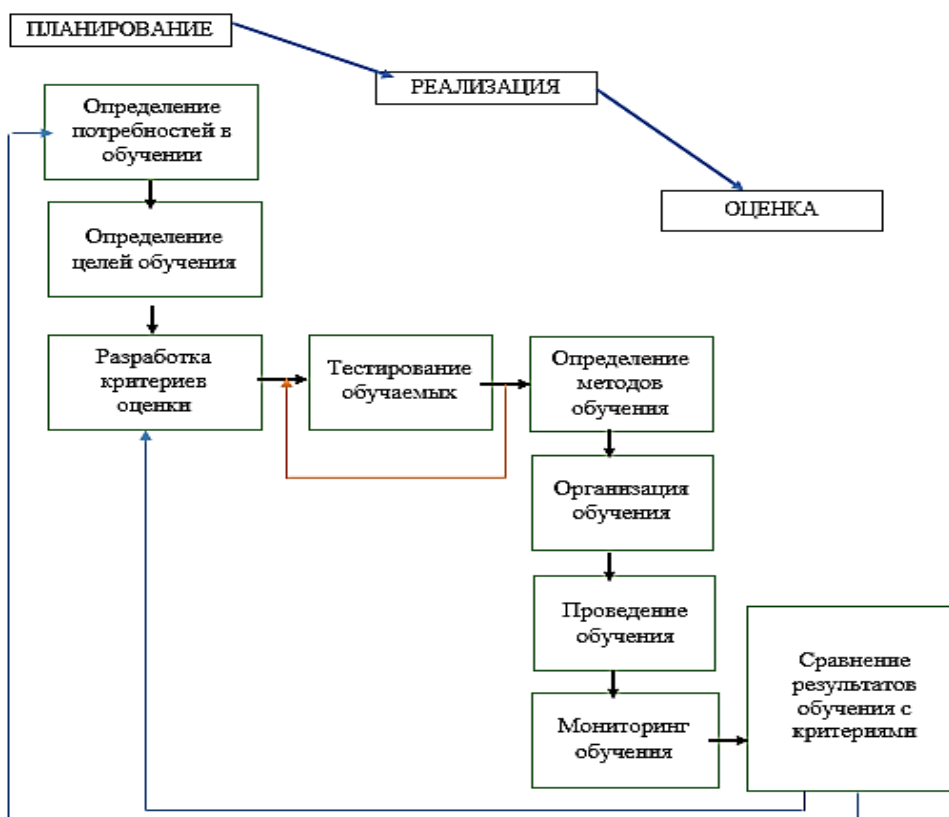 ПЛАНИРОВАНИЕ
РЕАЛИЗАЦИЯ
ОЦЕНКА
Определение
потребностей в
обучении
Определение
целей обучения
Разработка
критериев
оценки
Тестирование
обучаемых
Определение
методов
обучения
Организация
обучения
Проведение
обучения
Мониторинг
обучения
Сравнение
результатов
обучения с
критериями